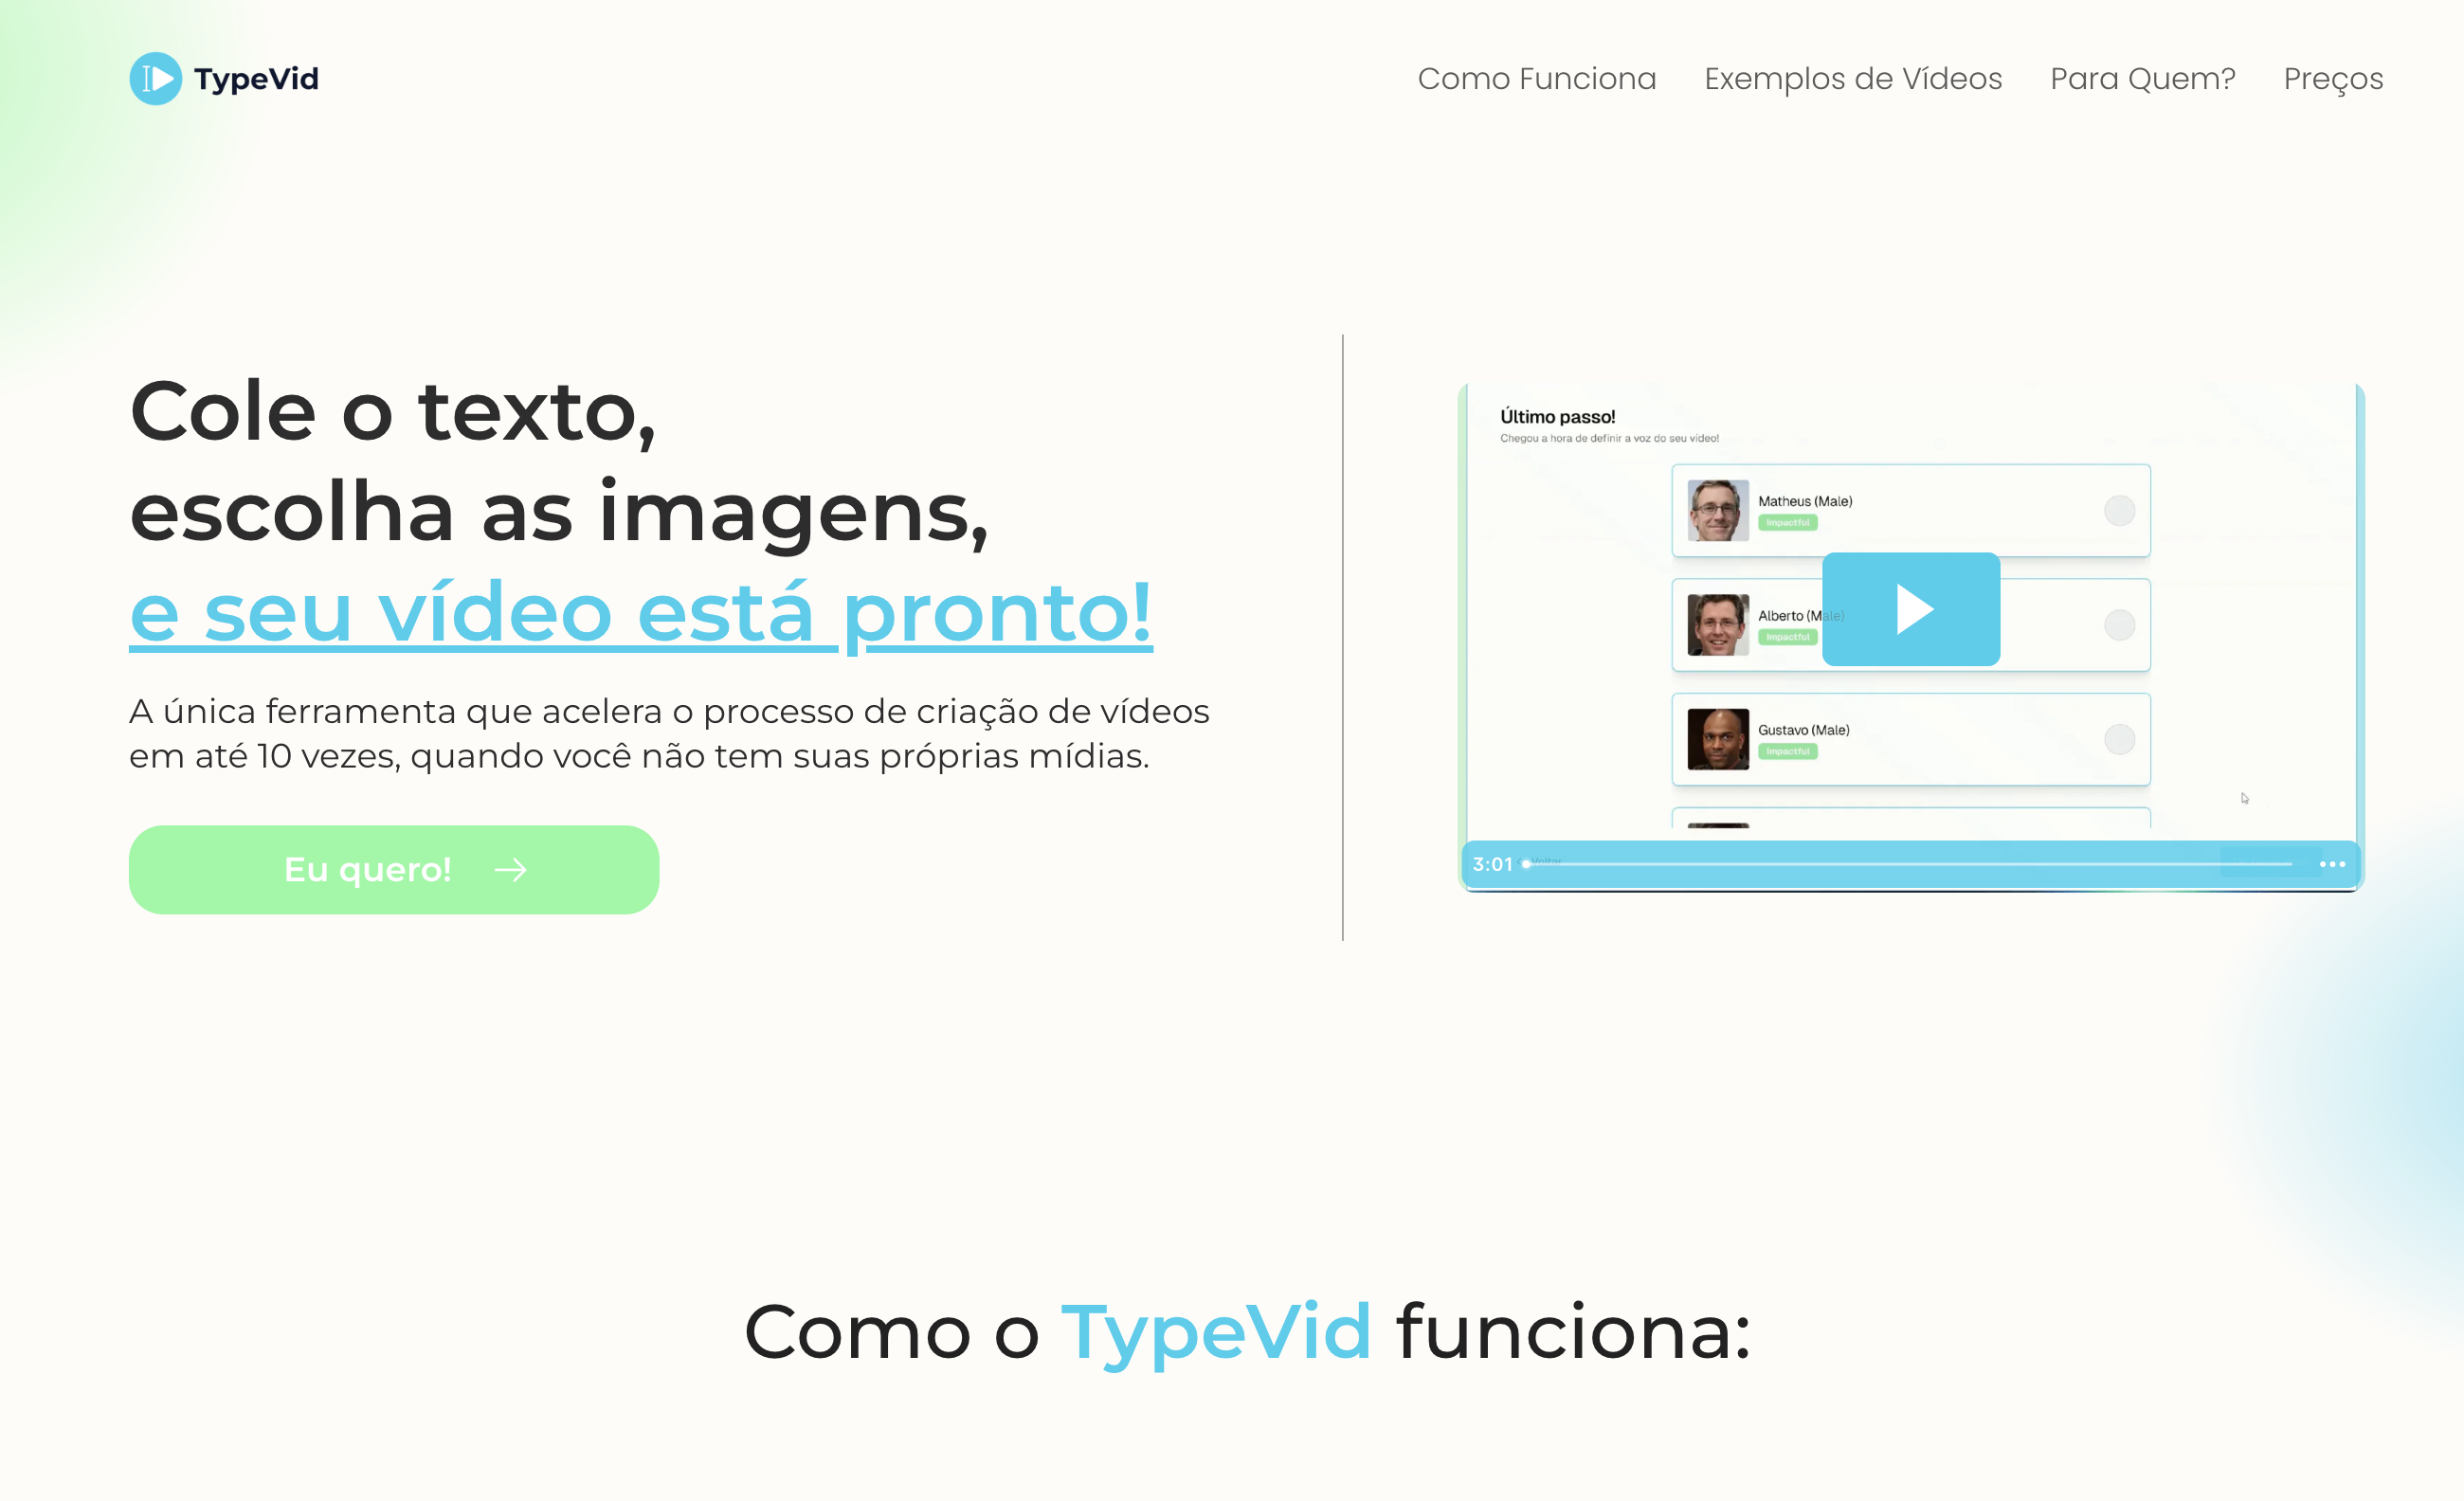 TypeVid
Como Funciona
Exemplos de Vídeos
Para Quem?
Preços
Cole o texto,
escolha as imagens,
e seu vídeo está pronto!
A única ferramenta que acelera o processo de criação de vídeos
em até 10 vezes, quando você não tem suas próprias mídias.
Eu quero!
Último passo!
Chegou a hora de definir a voz do seu vídeo!
Matheus (Male)
Impactful
Alberto (Male)
Impactful
Gustavo (Male)
Impactful
3:01
Voltar
Como o TypeVid funciona: